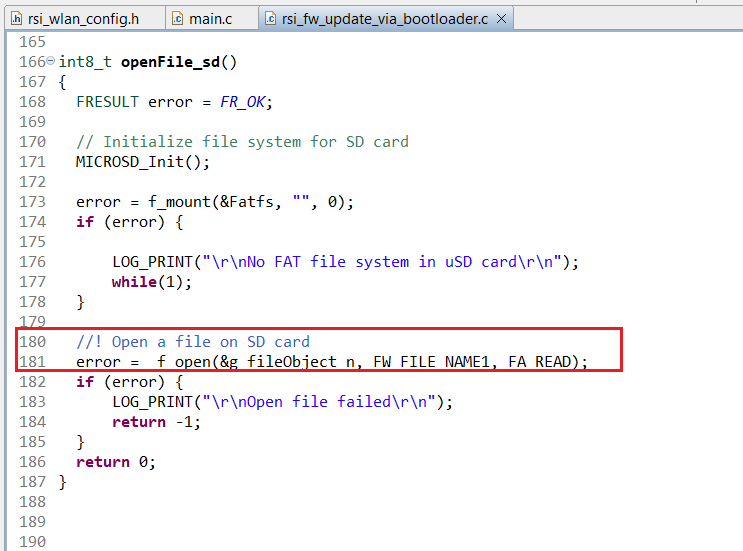 rsi_wlan_config.h main.c rsi_fw_update_via_bootloader.c
165
166 int8_t openFile_sd()
167 {
168 FRESULT error = FR_OK;
169
170 // Initialize file system for SD card
171 MICROSD_Init();
172
173 error = f_mount(&Fatfs, "", 0);
174 if (error) {
175
176 LOG_PRINT("\r\nNo FAT file system in uSD card\r\n");
177 while(1);
178 }
179
180 //! Open a file on SD card
181 error = f_open(&g_fileObject_n, FW_FILE_NAME1, FA_READ);
182 if (error) {
183 LOG_PRINT("\r\nOpen file failed\r\n");
184 return -1;
185 }
186 return 0;
187 }
188
189
190